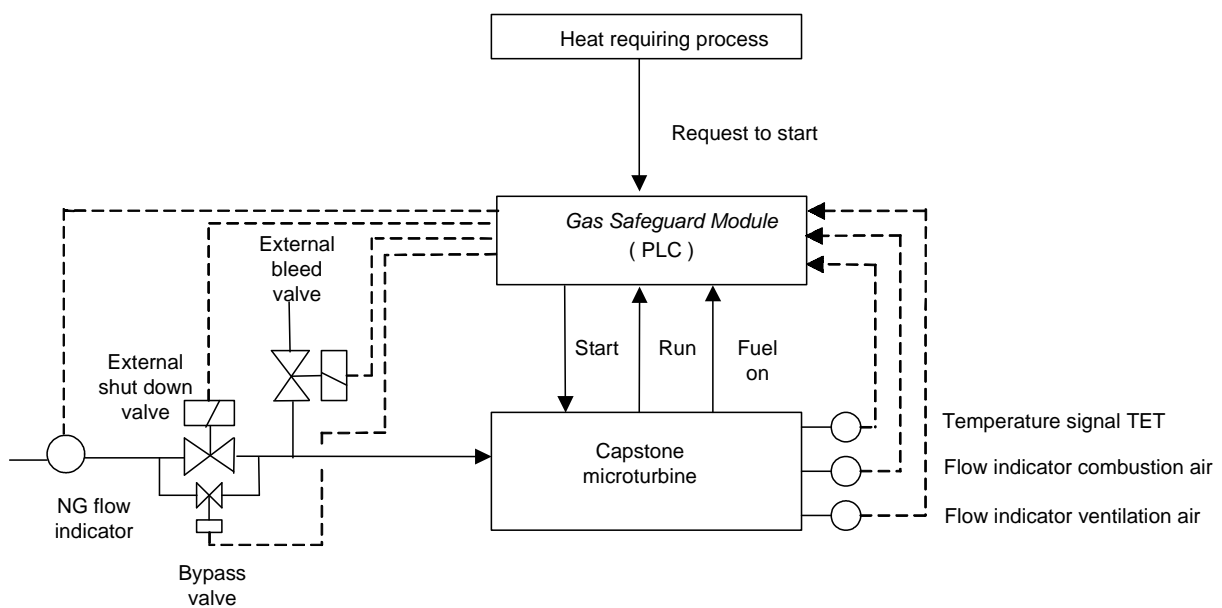 Heat requiring process
Request to start
Gas Safeguard Module
( PLC )
External
bleed
valve
Start
Run
Fuel
on
External
shut down
valve
Capstone
microturbine
Temperature signal TET
Flow indicator combustion air
Flow indicator ventilation air
NG flow
indicator
Bypass
valve